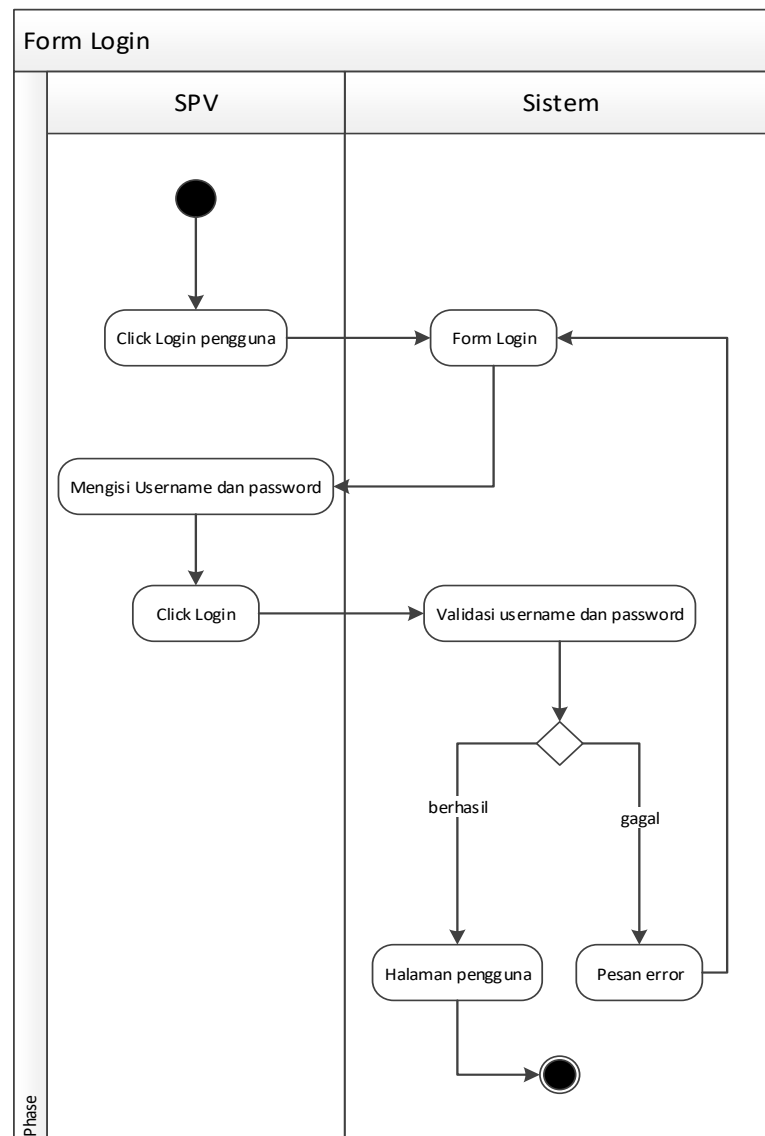 Form Login
SPV
Sistem
Click Login pengguna
Form Login
Mengisi Username dan password
Click Login
Validasi username dan password
berhasil
gagal
Halaman pengguna
Pesan error
Phase